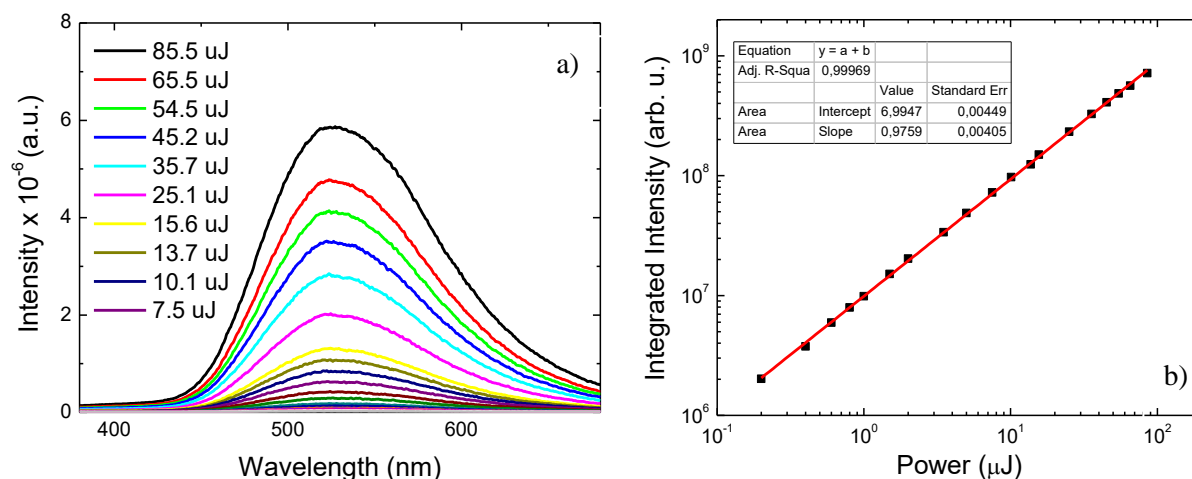 a)
8
6
4
2
0
Intensity x 10⁻⁶ (a.u.)
85.5 uJ
65.5 uJ
54.5 uJ
45.2 uJ
35.7 uJ
25.1 uJ
15.6 uJ
13.7 uJ
10.1 uJ
7.5 uJ
400 500 600
Wavelength (nm)
b)
10⁹
10⁸
10⁷
10⁶
Integrated Intensity (arb. u.)
Equation y = a + b
Adj. R-Squa 0,99969
Value Standard Err
Area Intercept 6,9947 0,00449
Area Slope 0,9759 0,00405
10⁻¹ 10⁰ 10¹ 10²
Power (μJ)